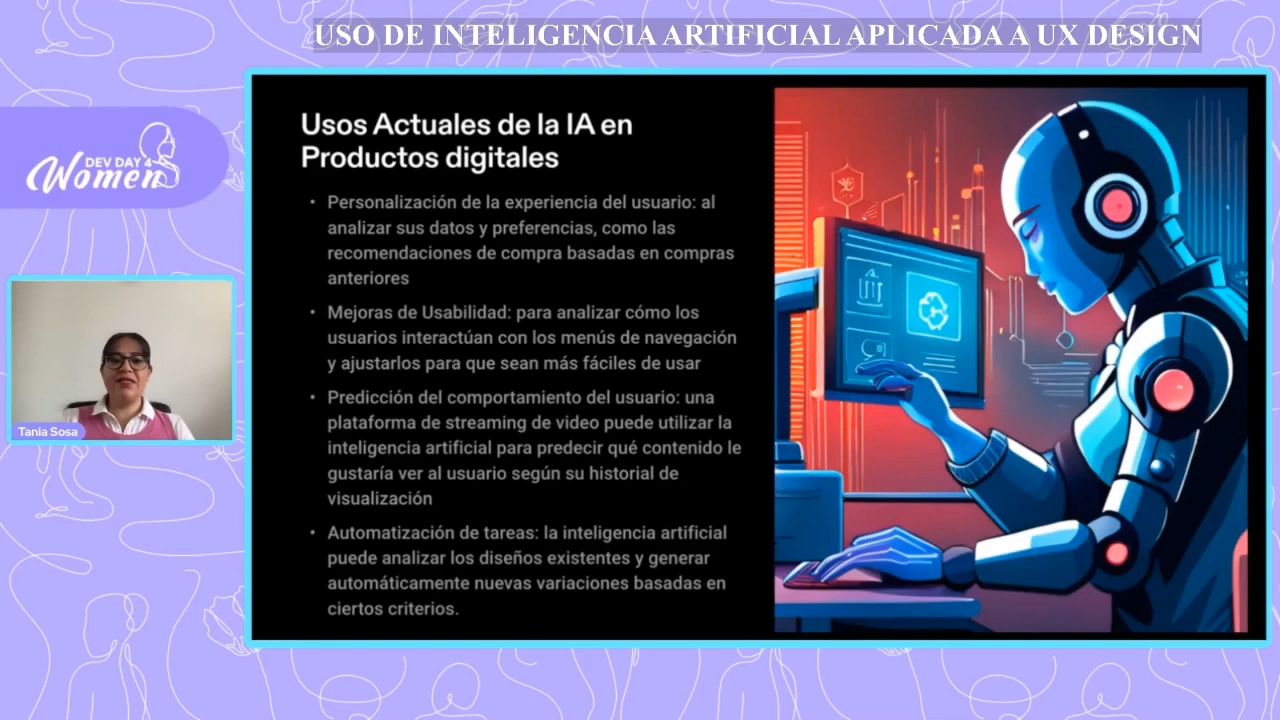 USO DE INTELIGENCIA ARTIFICIAL APLICADA A UX DESIGN
DEV DAY 4
Women
Tania Sosa
Usos Actuales de la IA en
Productos digitales
• Personalización de la experiencia del usuario: al
analizar sus datos y preferencias, como las
recomendaciones de compra basadas en compras
anteriores
• Mejoras de Usabilidad: para analizar cómo los
usuarios interactúan con los menús de navegación
y ajustarlos para que sean más fáciles de usar
• Predicción del comportamiento del usuario: una
plataforma de streaming de video puede utilizar la
inteligencia artificial para predecir qué contenido le
gustaría ver al usuario según su historial de
visualización
• Automatización de tareas: la inteligencia artificial
puede analizar los diseños existentes y generar
automáticamente nuevas variaciones basadas en
ciertos criterios.